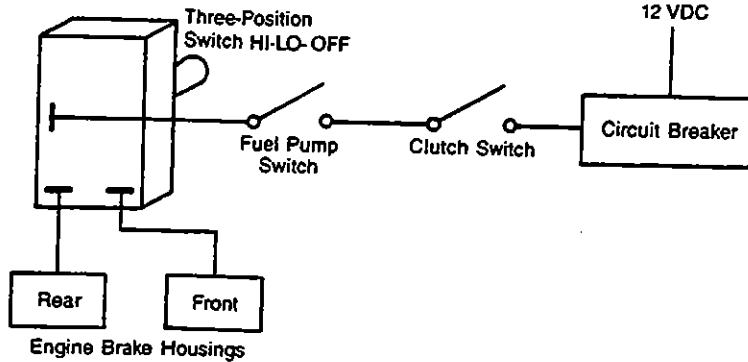 Three-Position
Switch HI-LO-OFF
12 VDC
Fuel Pump
Switch
Clutch Switch
Circuit Breaker
Rear
Front
Engine Brake Housings